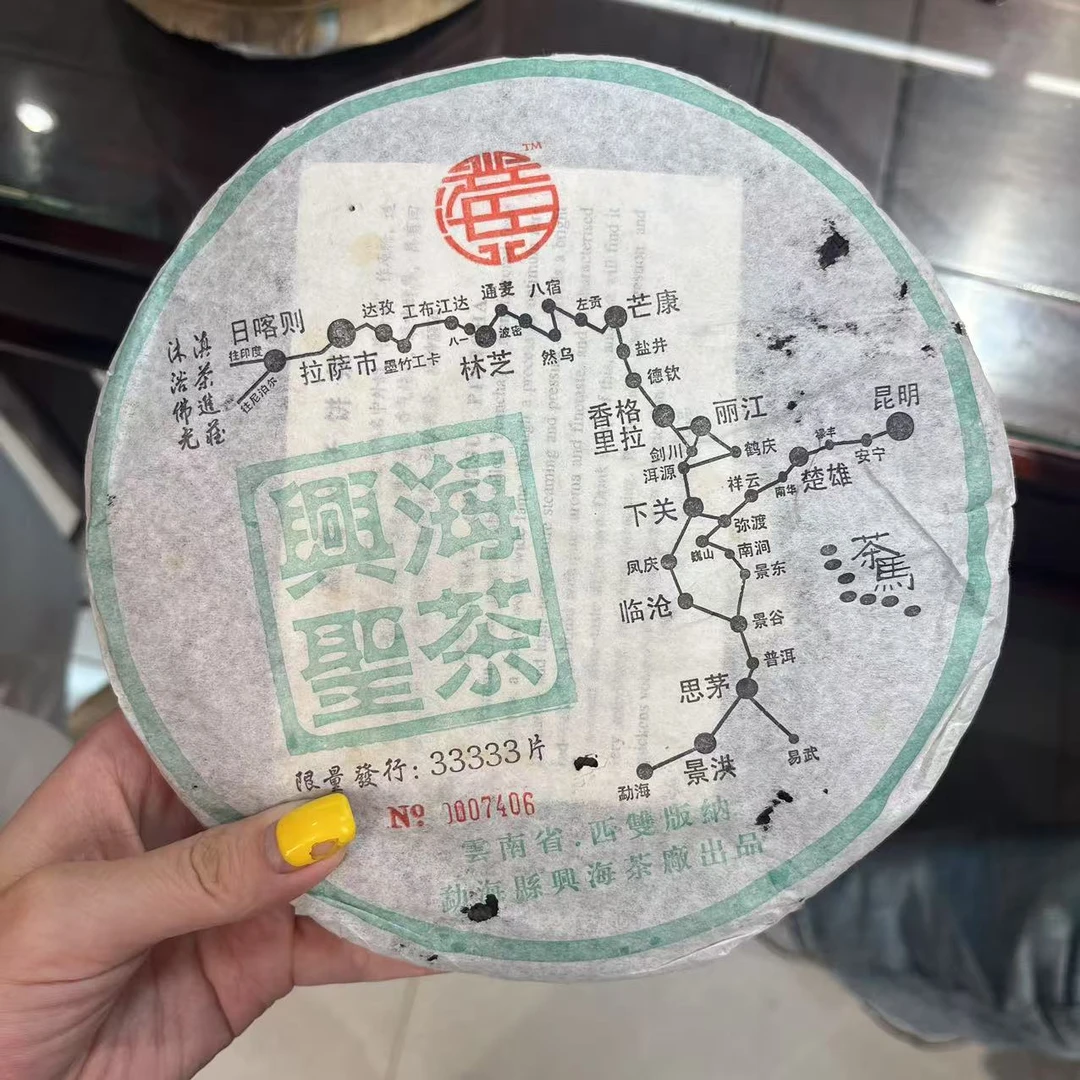 TM
日喀则
往印度
往尼泊尔
拉萨市
达孜
墨竹工卡
工布江达
八一
林芝
通麦
波密
八宿
然乌
左贡
芒康
盐井
德钦
香格
里拉
丽江
剑川
鹤庆
洱源
下关
昆明
安宁
禄丰
楚雄
南华
祥云
弥渡
巍山
南涧
凤庆
景东
临沧
景谷
普洱
思茅
易武
景洪
勐海
滇茶進藏
沐浴佛光
茶馬
海茶
興聖
限量發行:33333片
No 0007406
雲南省.西雙版納
勐海縣興海茶廠出品